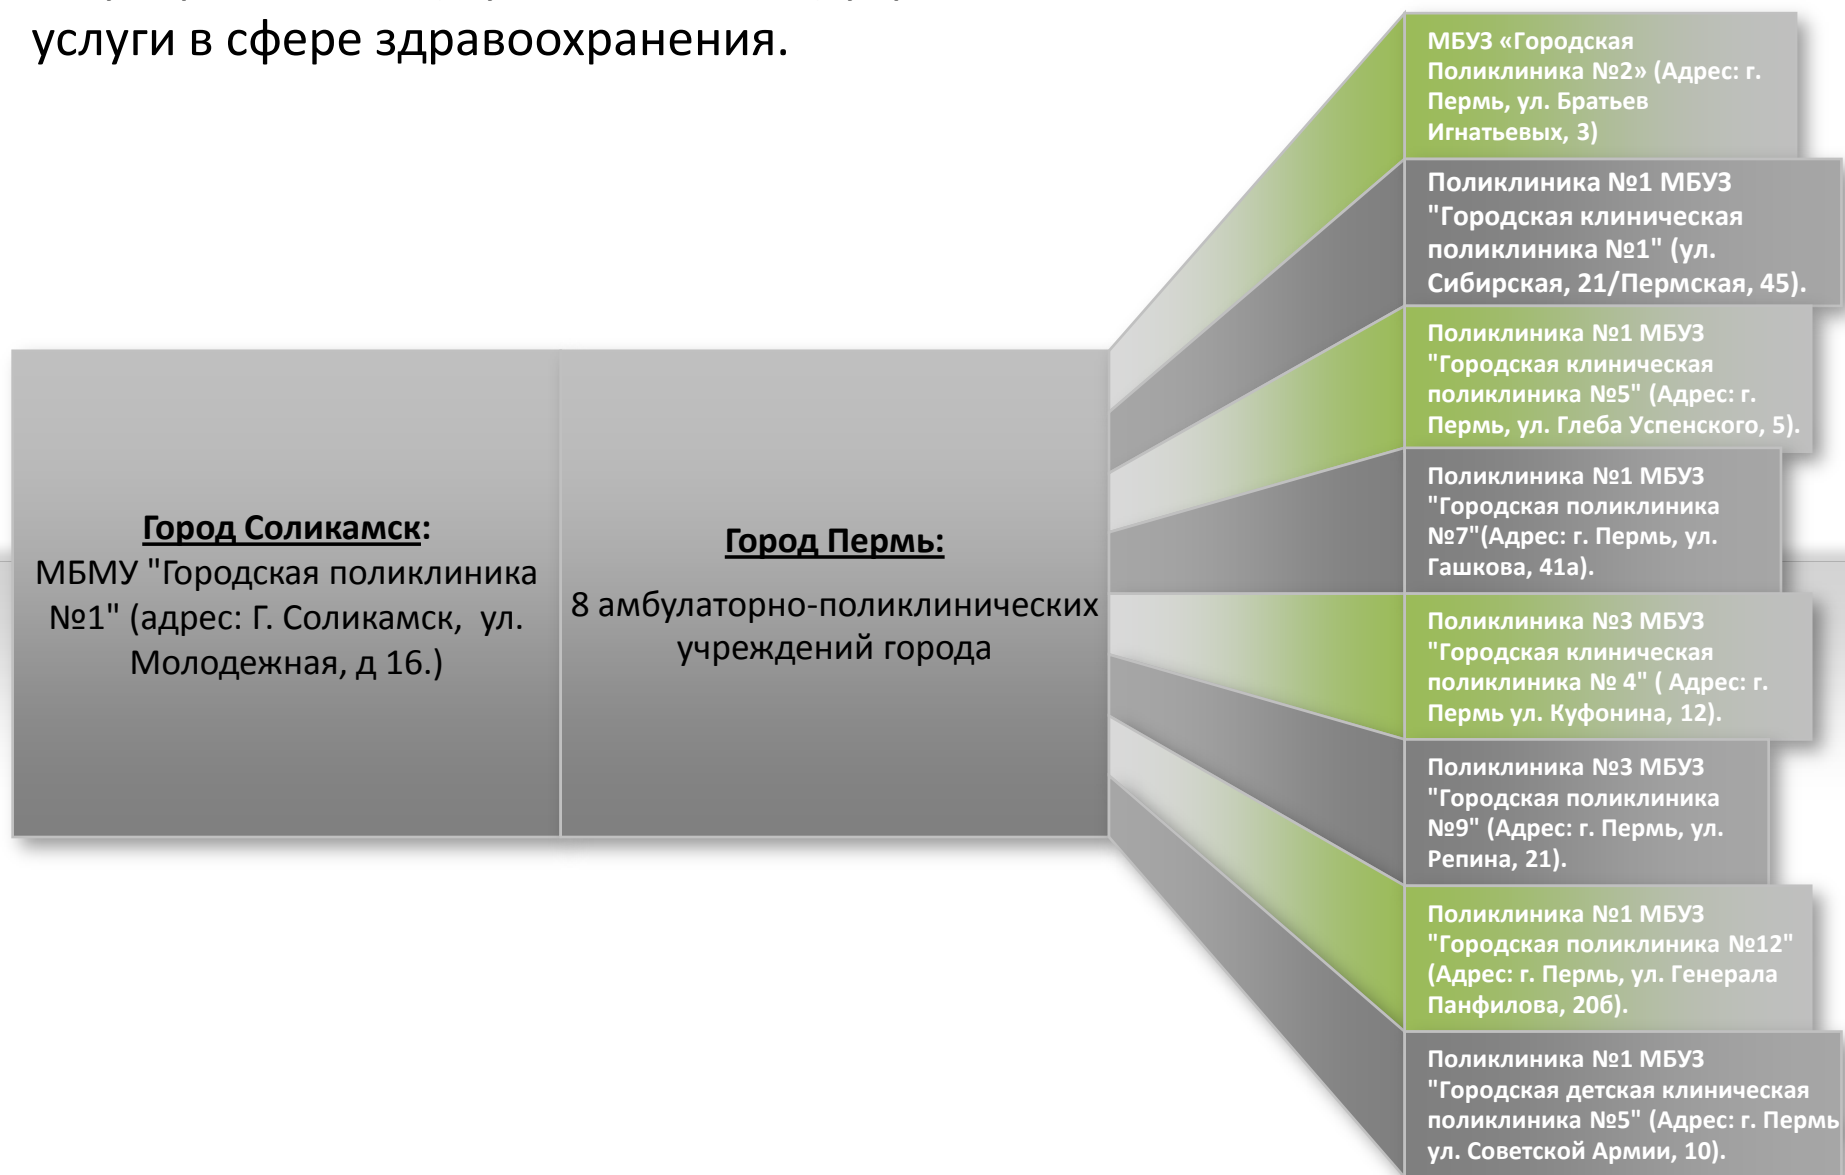 услуги в сфере здравоохранения.
Город Соликамск:
МБМУ "Городская поликлиника
№1" (адрес: Г. Соликамск, ул.
Молодежная, д 16.)
Город Пермь:
8 амбулаторно-поликлинических
учреждений города
МБУЗ «Городская
Поликлиника №2» (Адрес: г.
Пермь, ул. Братьев
Игнатьевых, 3)
Поликлиника №1 МБУЗ
"Городская клиническая
поликлиника №1" (ул.
Сибирская, 21/Пермская, 45).
Поликлиника №1 МБУЗ
"Городская клиническая
поликлиника №5" (Адрес: г.
Пермь, ул. Глеба Успенского, 5).
Поликлиника №1 МБУЗ
"Городская поликлиника
№7"(Адрес: г. Пермь, ул.
Гашкова, 41а).
Поликлиника №3 МБУЗ
"Городская клиническая
поликлиника № 4" ( Адрес: г.
Пермь ул. Куфонина, 12).
Поликлиника №3 МБУЗ
"Городская поликлиника
№9" (Адрес: г. Пермь, ул.
Репина, 21).
Поликлиника №1 МБУЗ
"Городская поликлиника №12"
(Адрес: г. Пермь, ул. Генерала
Панфилова, 20б).
Поликлиника №1 МБУЗ
"Городская детская клиническая
поликлиника №5" (Адрес: г. Пермь
ул. Советской Армии, 10).